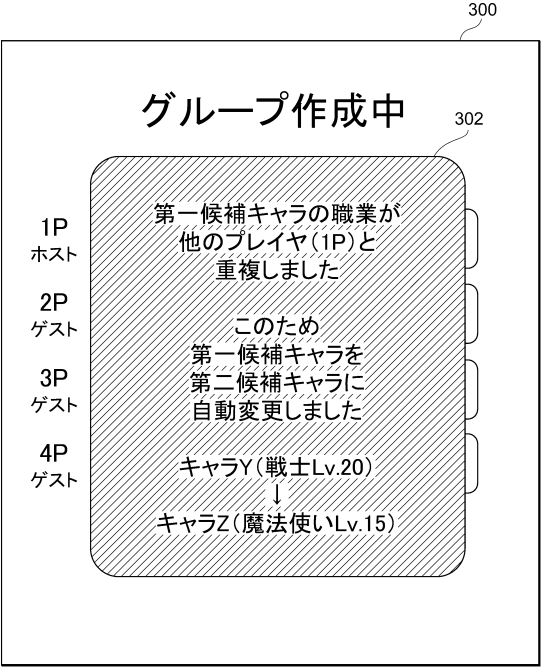 300
グループ作成中
302
第一候補キャラの職業が
他のプレイヤ(1P)と
重複しました
このため
第一候補キャラを
第二候補キャラに
自動変更しました
キャラY(戦士Lv.20)
↓
キャラZ(魔法使いLv.15)
1P
ホスト
2P
ゲスト
3P
ゲスト
4P
ゲスト